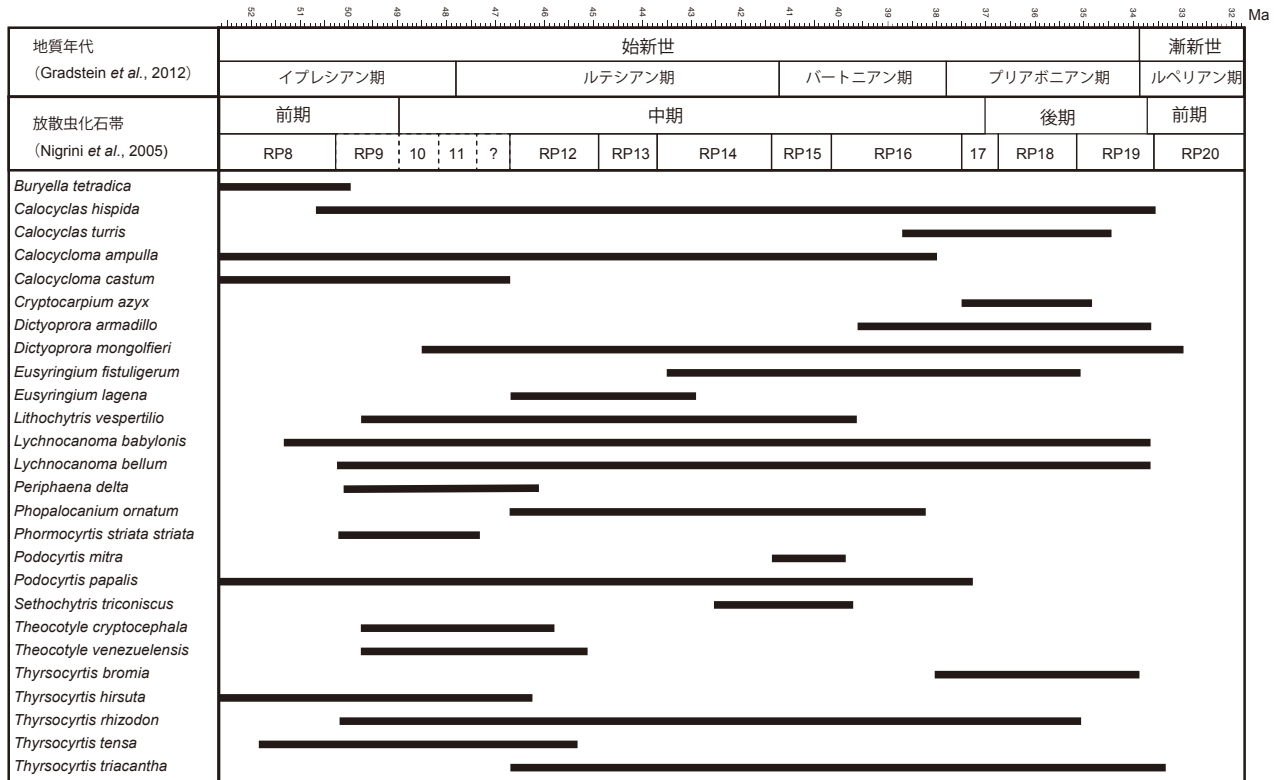 52 51 50 49 48 47 46 45 44 43 42 41 40 39 38 37 36 35 34 33 32 Ma
地質年代 始新世 漸新世
（Gradstein et al., 2012） イプレシアン期 ルテシアン期 バートニアン期 プリアボニアン期 ルペリアン期
放散虫化石帯 前期 中期 後期 前期
（Nigrini et al., 2005) RP8 RP9 10 11 ? RP12 RP13 RP14 RP15 RP16 17 RP18 RP19 RP20
Buryella tetradica
Calocyclas hispida
Calocyclas turris
Calocycloma ampulla
Calocycloma castum
Cryptocarpium azyx
Dictyoprora armadillo
Dictyoprora mongolfieri
Eusyringium fistuligerum
Eusyringium lagena
Lithochytris vespertilio
Lychnocanoma babylonis
Lychnocanoma bellum
Periphaena delta
Phopalocanium ornatum
Phormocyrtis striata striata
Podocyrtis mitra
Podocyrtis papalis
Sethochytris triconiscus
Theocotyle cryptocephala
Theocotyle venezuelensis
Thyrsocyrtis bromia
Thyrsocyrtis hirsuta
Thyrsocyrtis rhizodon
Thyrsocyrtis tensa
Thyrsocyrtis triacantha